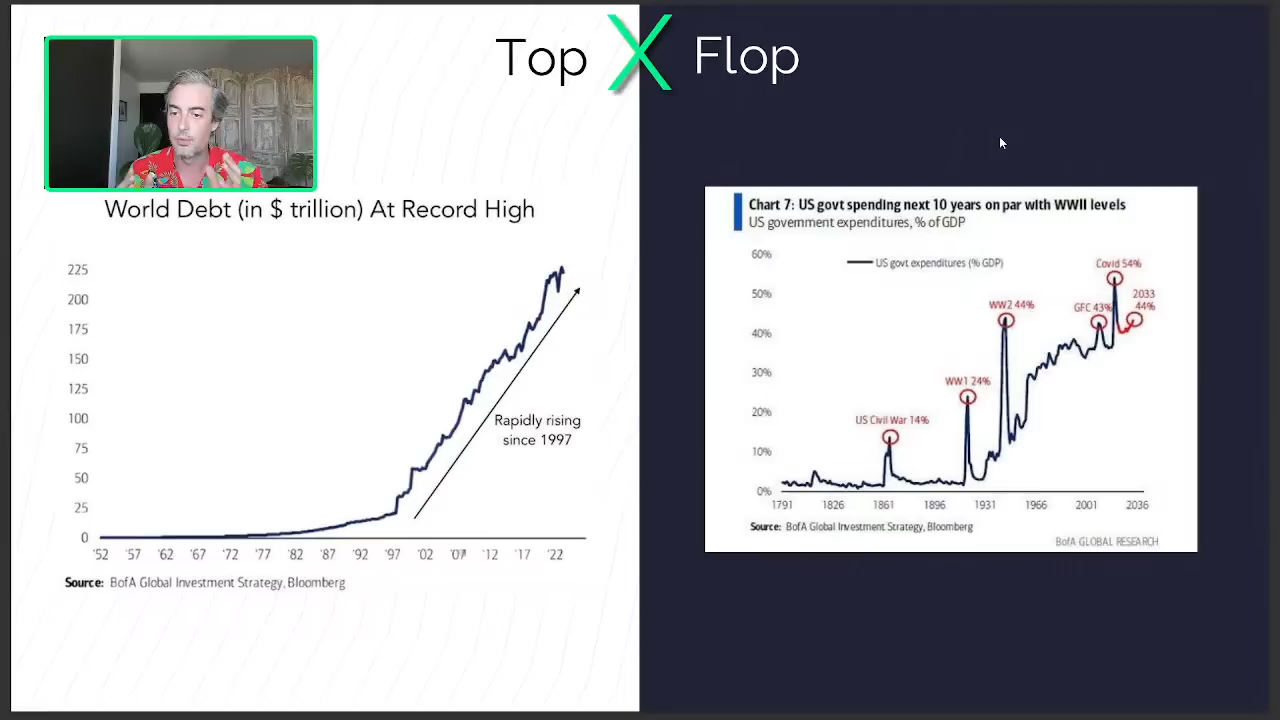 Top X Flop
World Debt (in $ trillion) At Record High
225
200
175
150
125
100
75
50
25
0
Rapidly rising
since 1997
'52 '57 '62 '67 '72 '77 '82 '87 '92 '97 '02 '07 '12 '17 '22
Source: BofA Global Investment Strategy, Bloomberg
Chart 7: US govt spending next 10 years on par with WWII levels
US government expenditures, % of GDP
60%
50%
40%
30%
20%
10%
0%
US govt expenditures (% GDP)
US Civil War 14%
WW1 24%
WW2 44%
GFC 43%
Covid 54%
2033
44%
1791 1826 1861 1896 1931 1966 2001 2036
Source: BofA Global Investment Strategy, Bloomberg
BofA GLOBAL RESEARCH